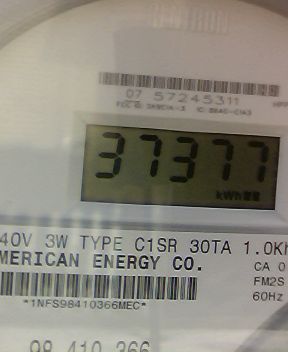 07 57245311
37377
kWh
40V 3W TYPE C1SR 30TA 1.0Kh
MERICAN ENERGY CO.
CA 0
FM2S
60Hz
*1NFS98410366MEC*
98 410 366